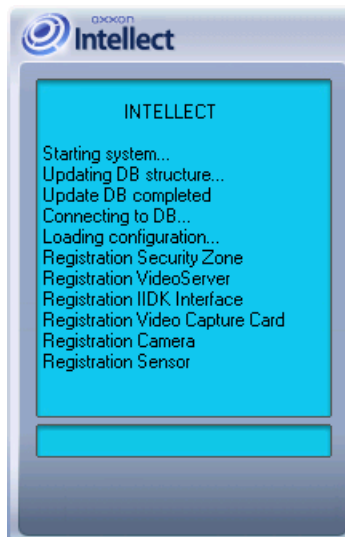 axxon
Intellect
INTELLECT
Starting system...
Updating DB structure...
Update DB completed
Connecting to DB...
Loading configuration...
Registration Security Zone
Registration VideoServer
Registration IIDK Interface
Registration Video Capture Card
Registration Camera
Registration Sensor